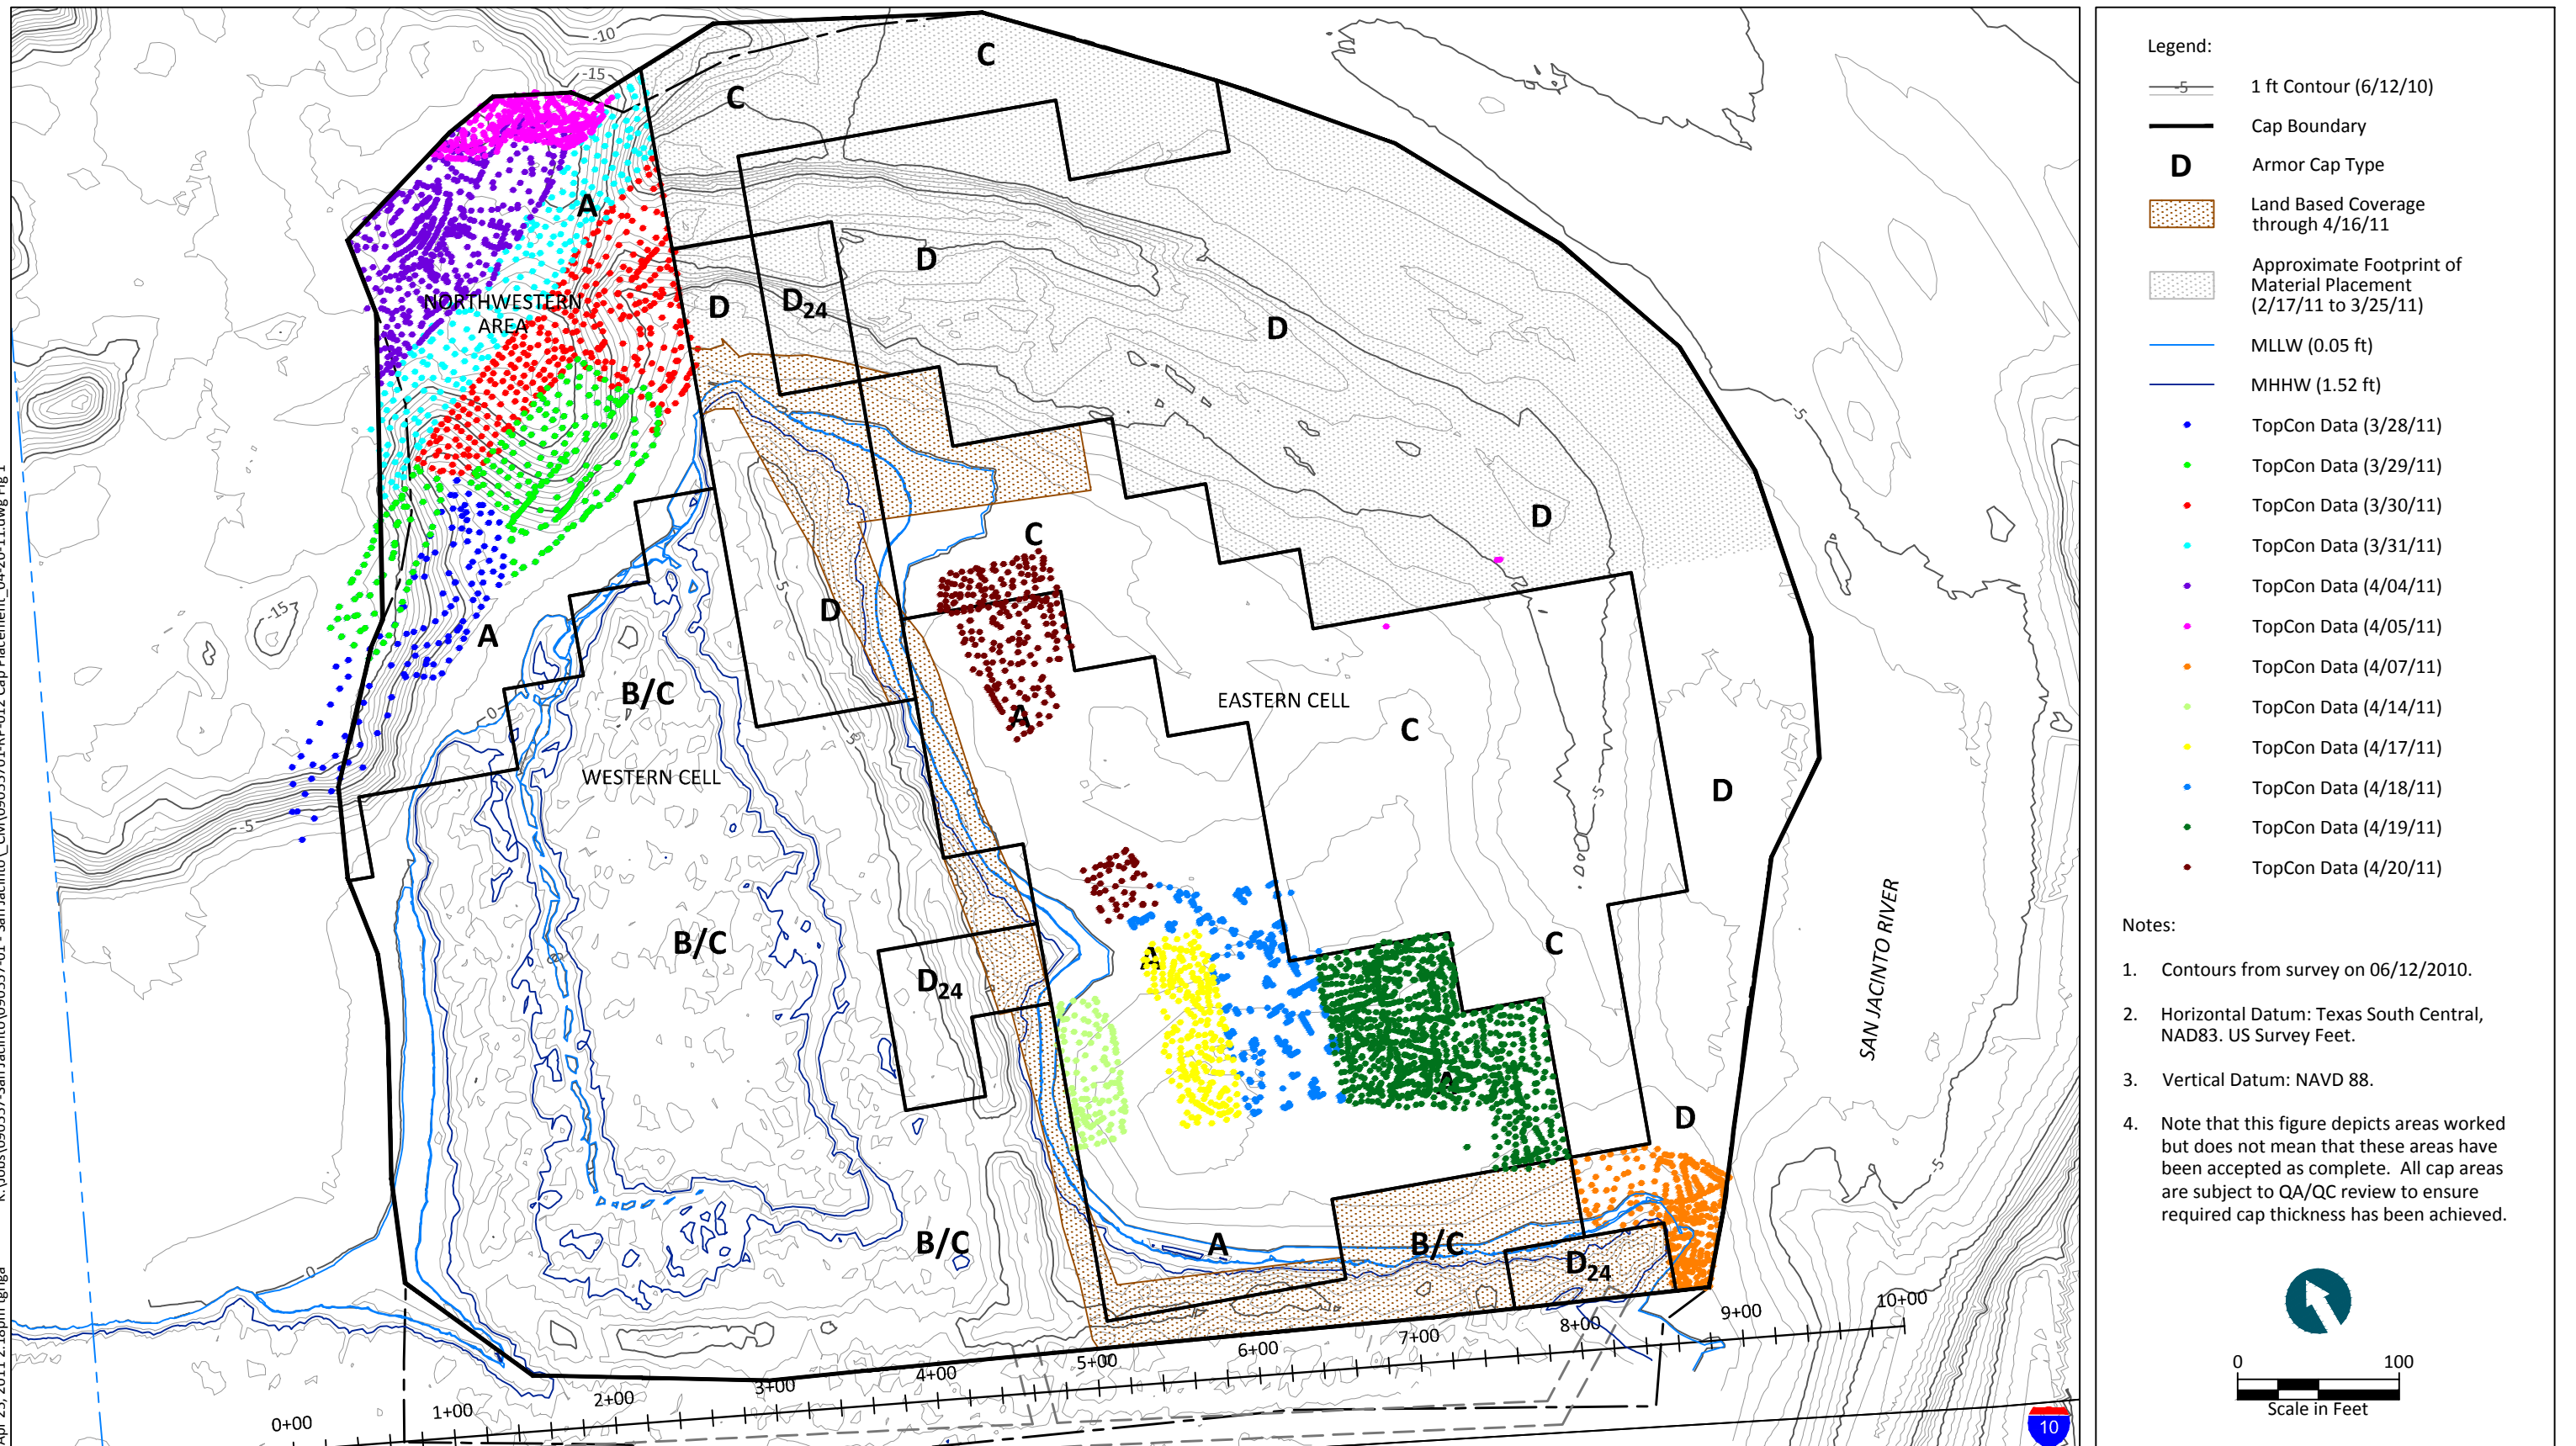 -10
-15
C
C
A
D
D
D24
D
NORTHWESTERN
AREA
-5
D
C
-5
-15
D
A
B/C
EASTERN CELL
A
C
0
-5
WESTERN CELL
0
-5
D
-5
0
SAN JACINTO RIVER
B/C
A
C
D24
0
A
D
-5
B/C
A
B/C
D24
0
0+00
1+00
2+00
3+00
4+00
5+00
6+00
7+00
8+00
9+00
10+00
10
Legend:
-5
1 ft Contour (6/12/10)
Cap Boundary
D
Armor Cap Type
Land Based Coverage
through 4/16/11
Approximate Footprint of
Material Placement
(2/17/11 to 3/25/11)
MLLW (0.05 ft)
MHHW (1.52 ft)
TopCon Data (3/28/11)
TopCon Data (3/29/11)
TopCon Data (3/30/11)
TopCon Data (3/31/11)
TopCon Data (4/04/11)
TopCon Data (4/05/11)
TopCon Data (4/07/11)
TopCon Data (4/14/11)
TopCon Data (4/17/11)
TopCon Data (4/18/11)
TopCon Data (4/19/11)
TopCon Data (4/20/11)
Notes:
1. Contours from survey on 06/12/2010.
2. Horizontal Datum: Texas South Central,
NAD83. US Survey Feet.
3. Vertical Datum: NAVD 88.
4. Note that this figure depicts areas worked
but does not mean that these areas have
been accepted as complete. All cap areas
are subject to QA/QC review to ensure
required cap thickness has been achieved.
0 100
Scale in Feet